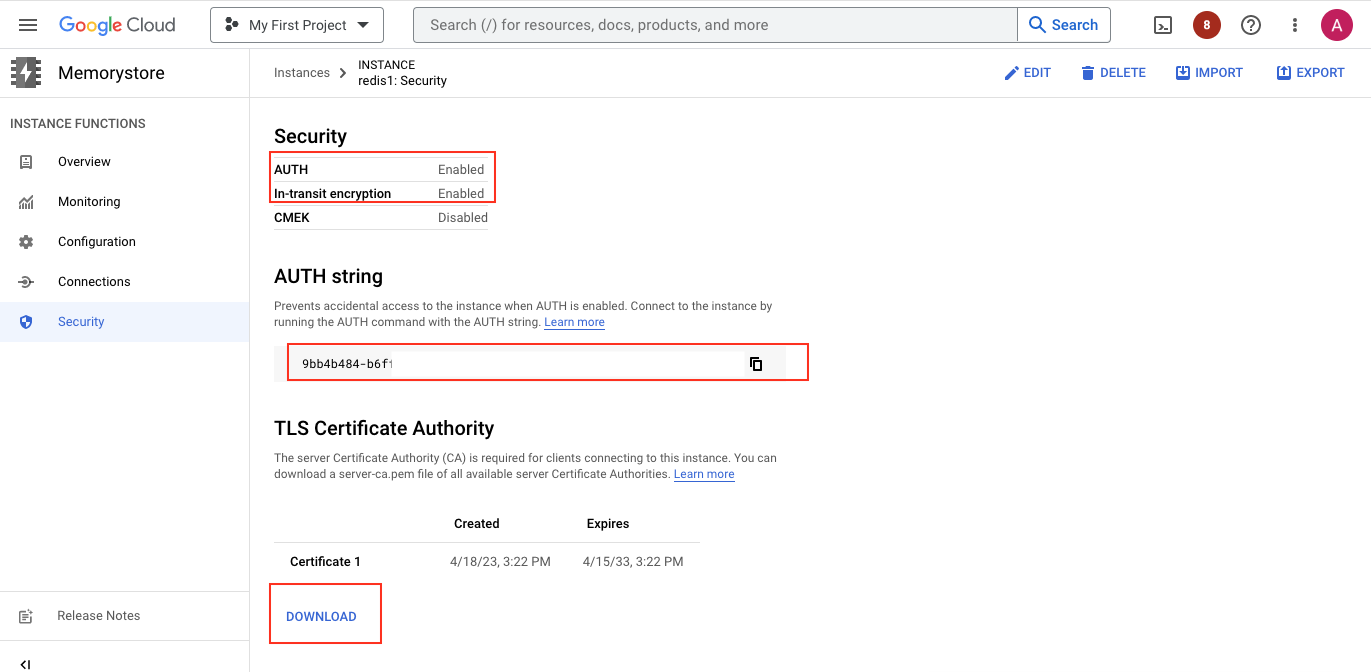 Google Cloud
My First Project
Search (/) for resources, docs, products, and more
Search
8
A
Memorystore
Instances
INSTANCE
redis1: Security
EDIT
DELETE
IMPORT
EXPORT
INSTANCE FUNCTIONS
Overview
Monitoring
Configuration
Connections
Security
Release Notes
Security
AUTH Enabled
In-transit encryption Enabled
CMEK Disabled
AUTH string
Prevents accidental access to the instance when AUTH is enabled. Connect to the instance by
running the AUTH command with the AUTH string. Learn more
9bb4b484-b6f
TLS Certificate Authority
The server Certificate Authority (CA) is required for clients connecting to this instance. You can
download a server-ca.pem file of all available server Certificate Authorities. Learn more
Created Expires
Certificate 1 4/18/23, 3:22 PM 4/15/33, 3:22 PM
DOWNLOAD